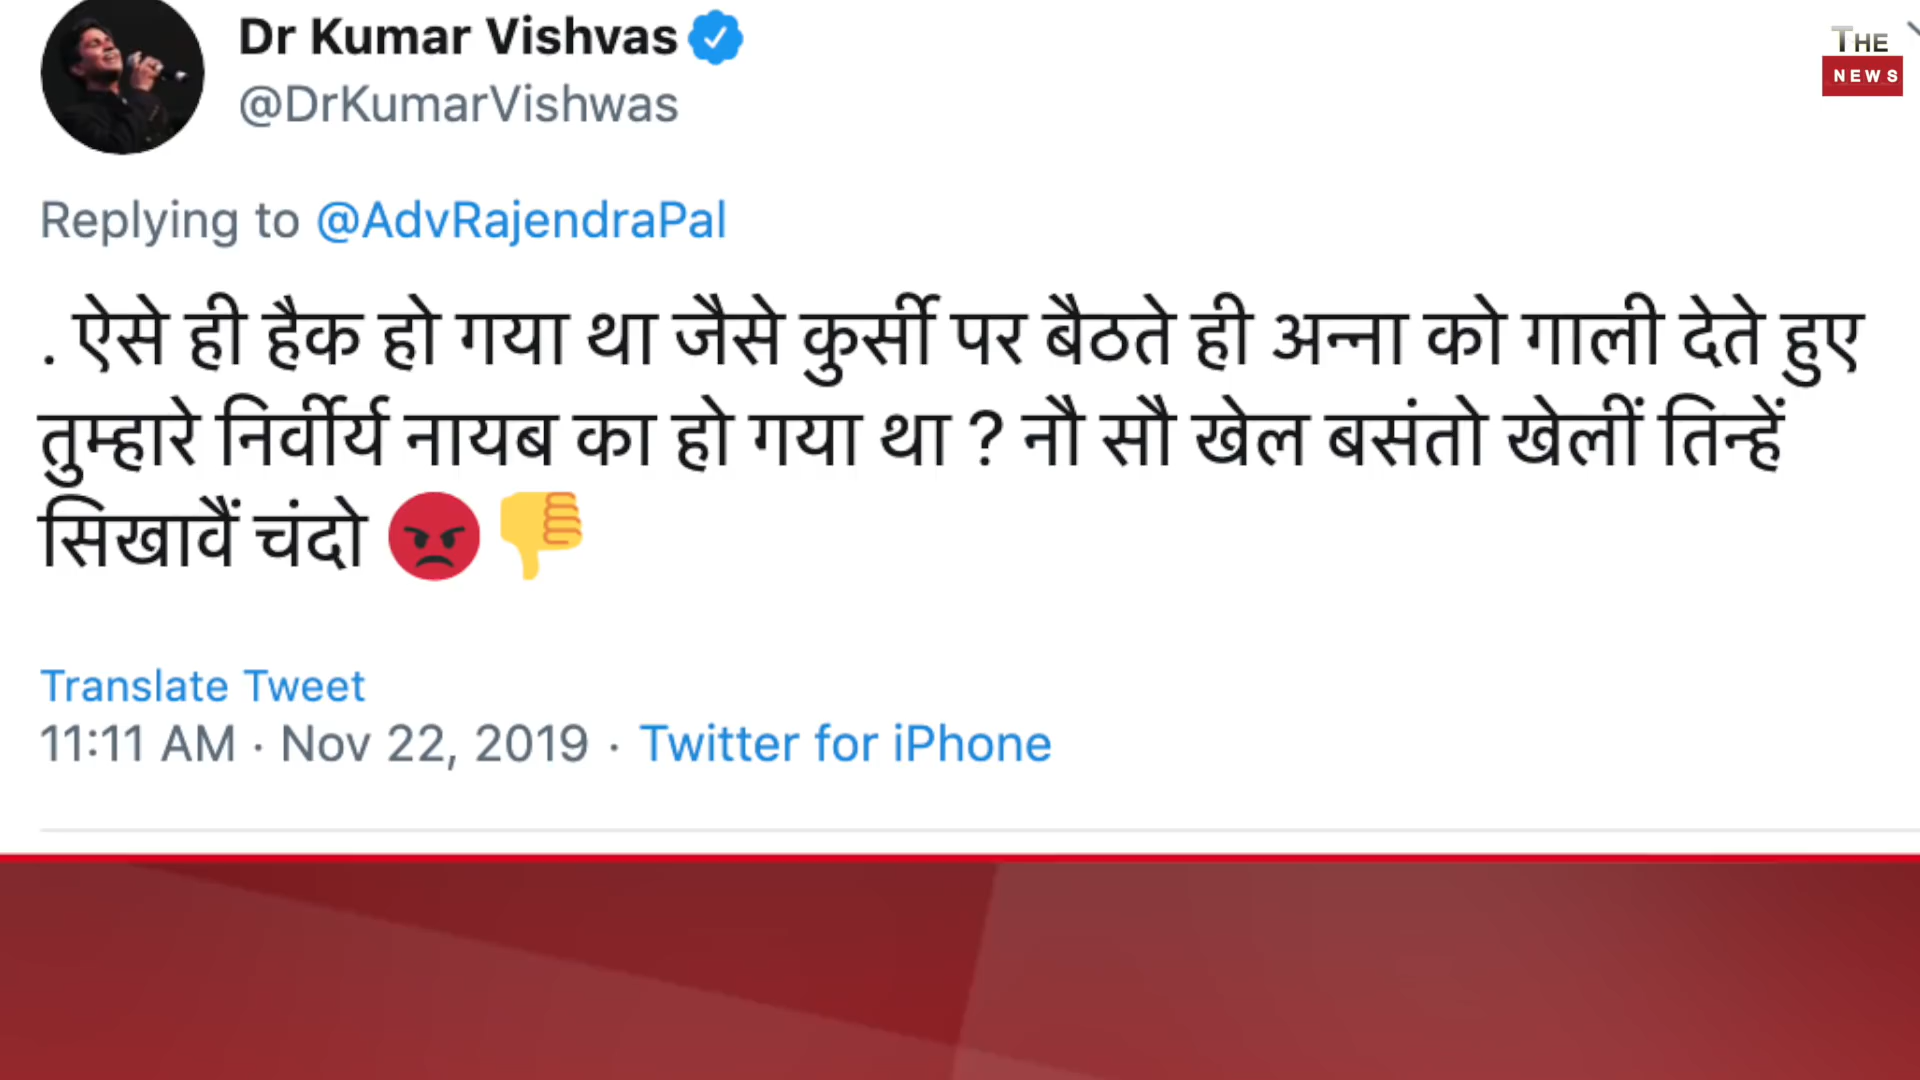 Dr Kumar Vishvas
@DrKumarVishwas
THE
NEWS
Replying to @AdvRajendraPal
. ऐसे ही हैक हो गया था जैसे कुर्सी पर बैठते ही अन्ना को गाली देते हुए
तुम्हारे निर्वीर्य नायब का हो गया था ? नौ सौ खेल बसंतो खेलीं तिन्हें
सिखावैं चंदो 😡 👎
Translate Tweet
11:11 AM · Nov 22, 2019 · Twitter for iPhone